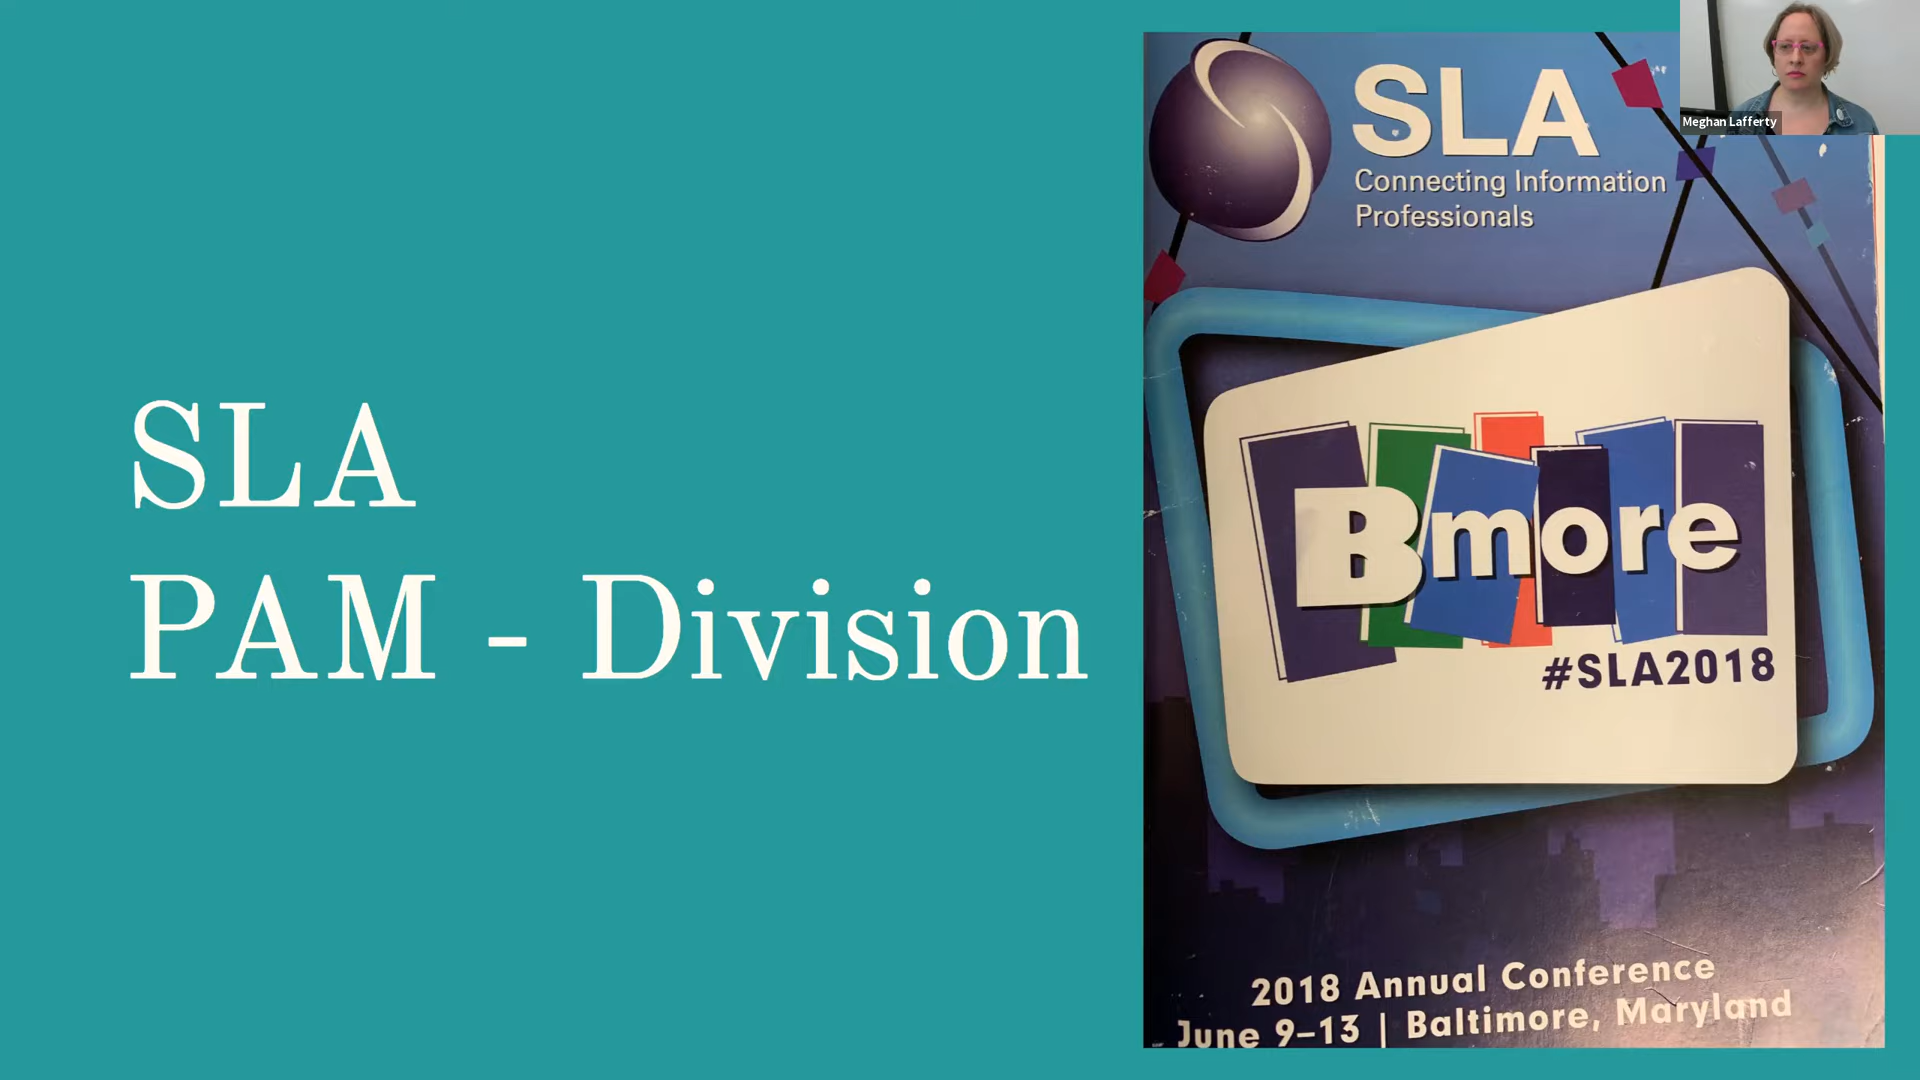 SLA
PAM - Division
SLA
Connecting Information
Professionals
Meghan Lafferty
Bmore
#SLA2018
2018 Annual Conference
June 9–13 | Baltimore, Maryland